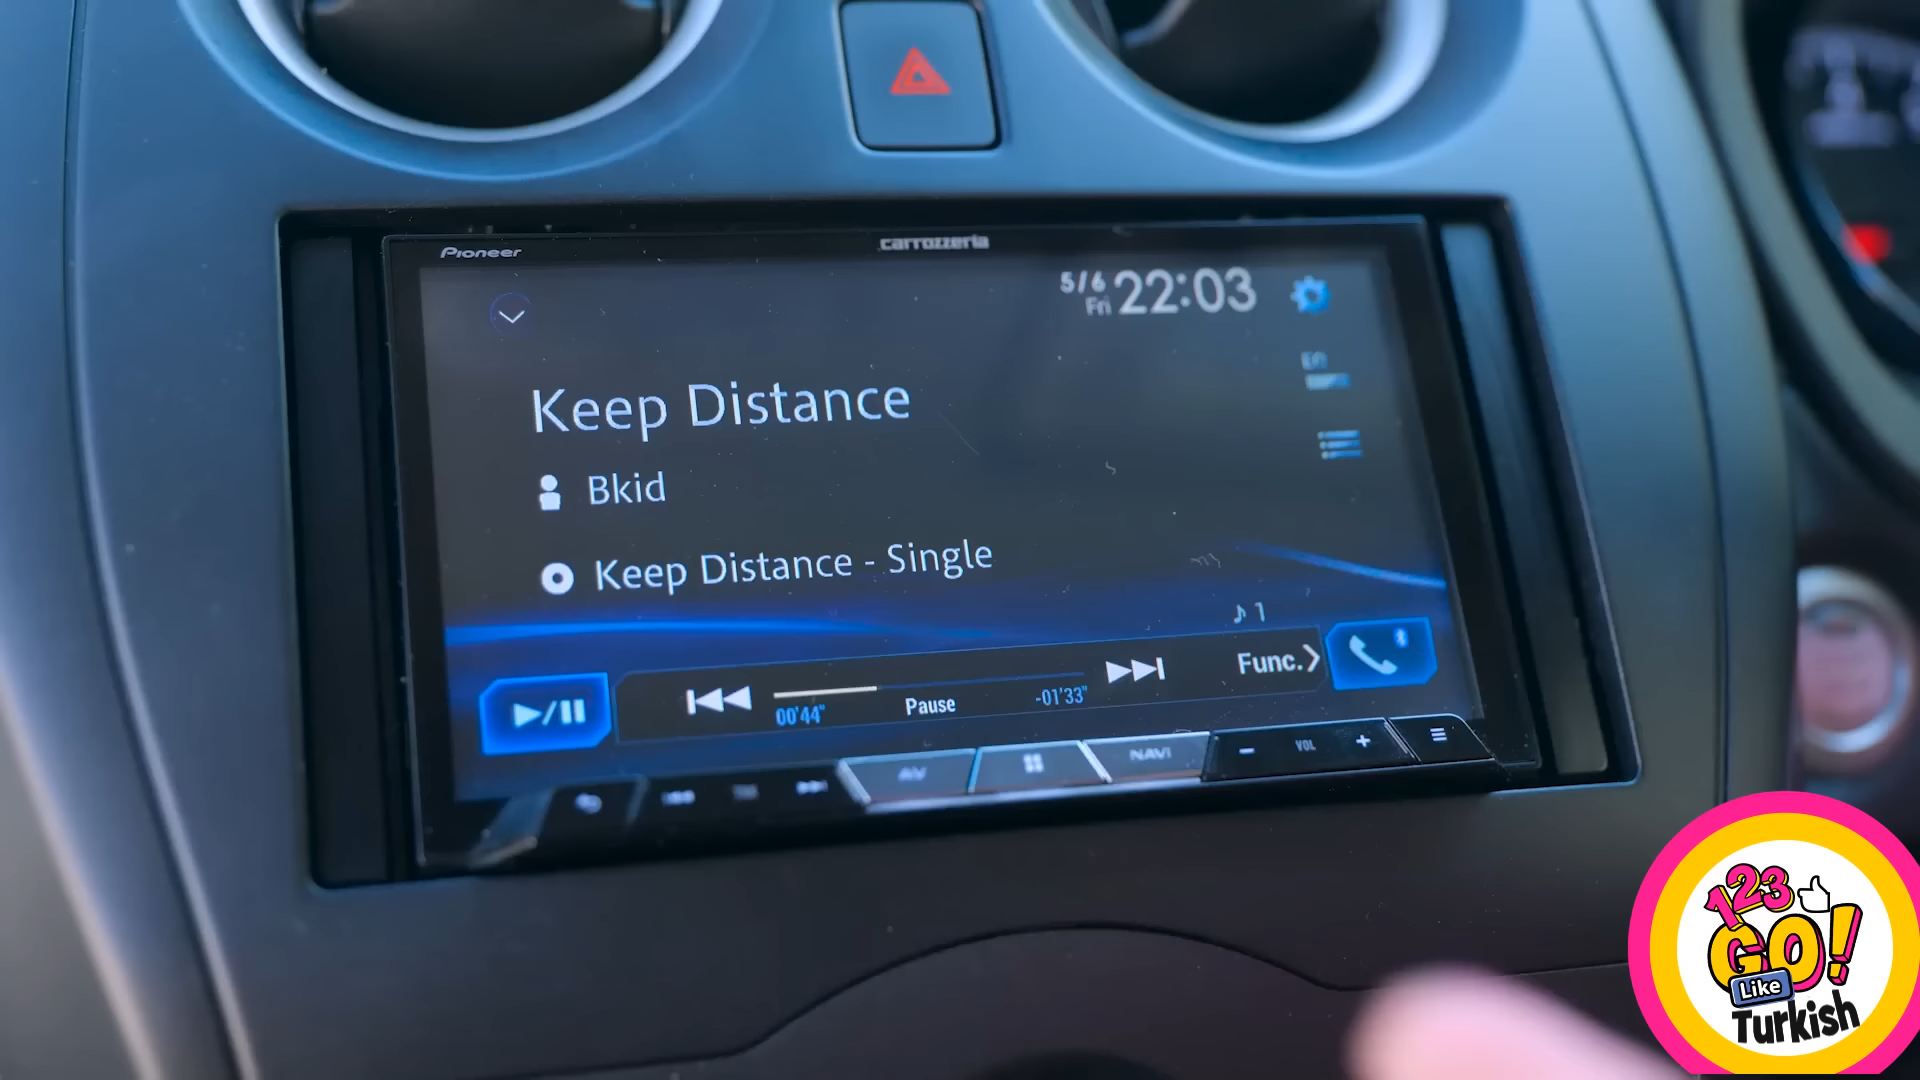 Pioneer
carrozzeria
5/6
Fri
22:03
Keep Distance
Bkid
Keep Distance - Single
♪ 1
00'44"
Pause
-01'33"
Func.
AV
NAVI
- VOL +
123
GO!
Like
Turkish